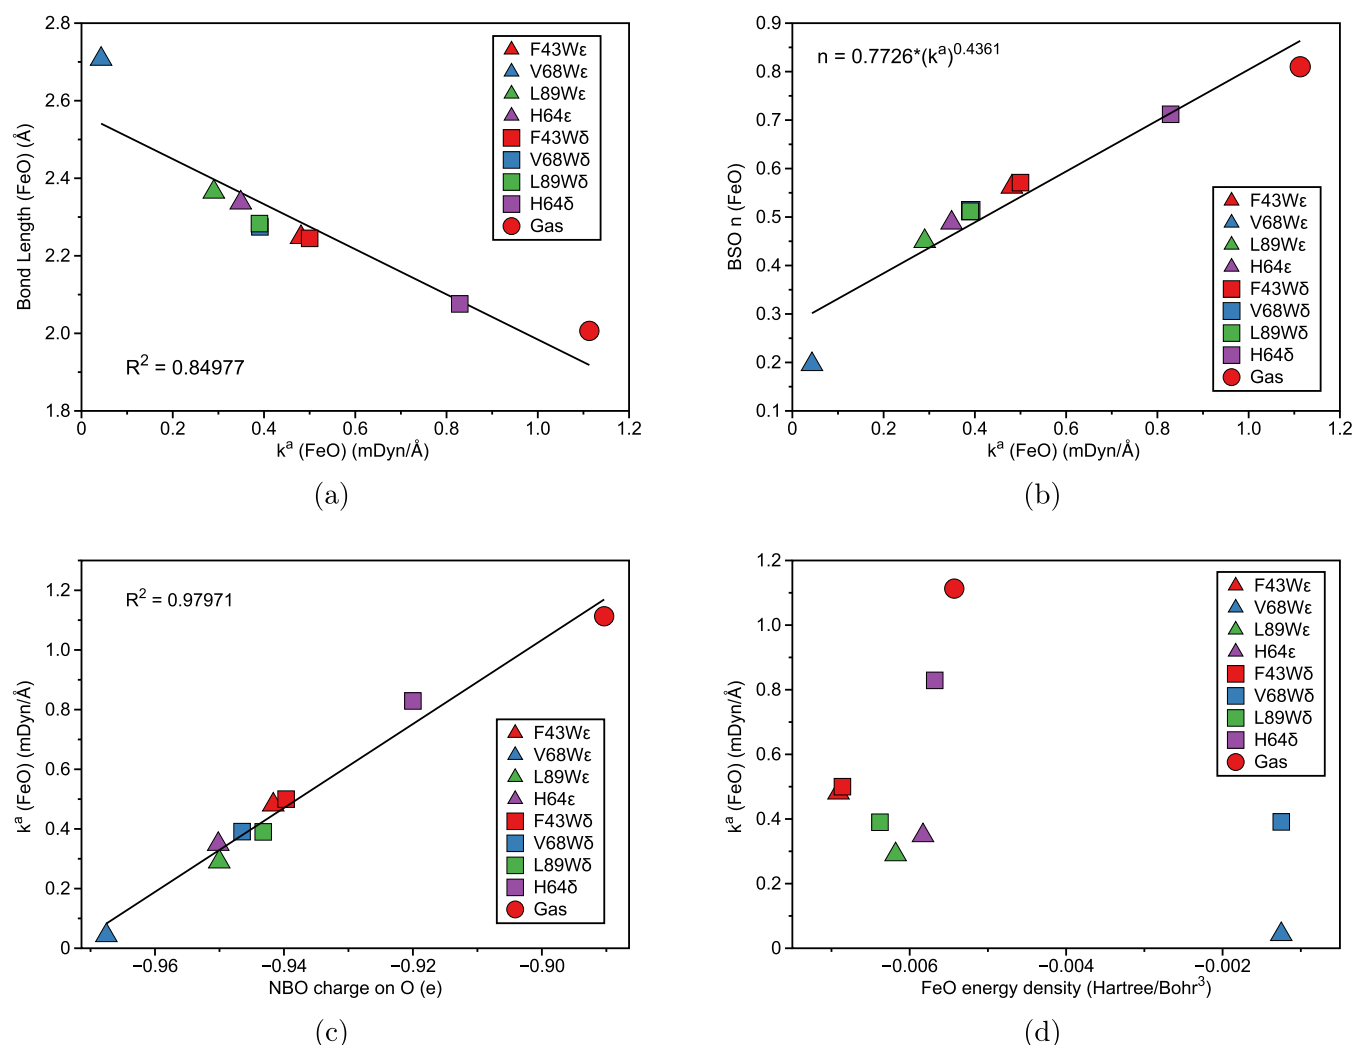 2.8
2.6
2.4
2.2
2.0
1.8
Bond Length (FeO) (Å)
F43Wε
V68Wε
L89Wε
H64ε
F43Wδ
V68Wδ
L89Wδ
H64δ
Gas
R² = 0.84977
0 0.2 0.4 0.6 0.8 1.0 1.2
kᵃ (FeO) (mDyn/Å)
(a)
0.9
0.8
0.7
0.6
0.5
0.4
0.3
0.2
0.1
BSO n (FeO)
n = 0.7726*(kᵃ)⁰·⁴³⁶¹
F43Wε
V68Wε
L89Wε
H64ε
F43Wδ
V68Wδ
L89Wδ
H64δ
Gas
0 0.2 0.4 0.6 0.8 1.0 1.2
kᵃ (FeO) (mDyn/Å)
(b)
1.2
1.0
0.8
0.6
0.4
0.2
0
kᵃ (FeO) (mDyn/Å)
R² = 0.97971
F43Wε
V68Wε
L89Wε
H64ε
F43Wδ
V68Wδ
L89Wδ
H64δ
Gas
−0.96 −0.94 −0.92 −0.90
NBO charge on O (e)
(c)
1.2
1.0
0.8
0.6
0.4
0.2
0
kᵃ (FeO) (mDyn/Å)
F43Wε
V68Wε
L89Wε
H64ε
F43Wδ
V68Wδ
L89Wδ
H64δ
Gas
−0.006 −0.004 −0.002
FeO energy density (Hartree/Bohr³)
(d)